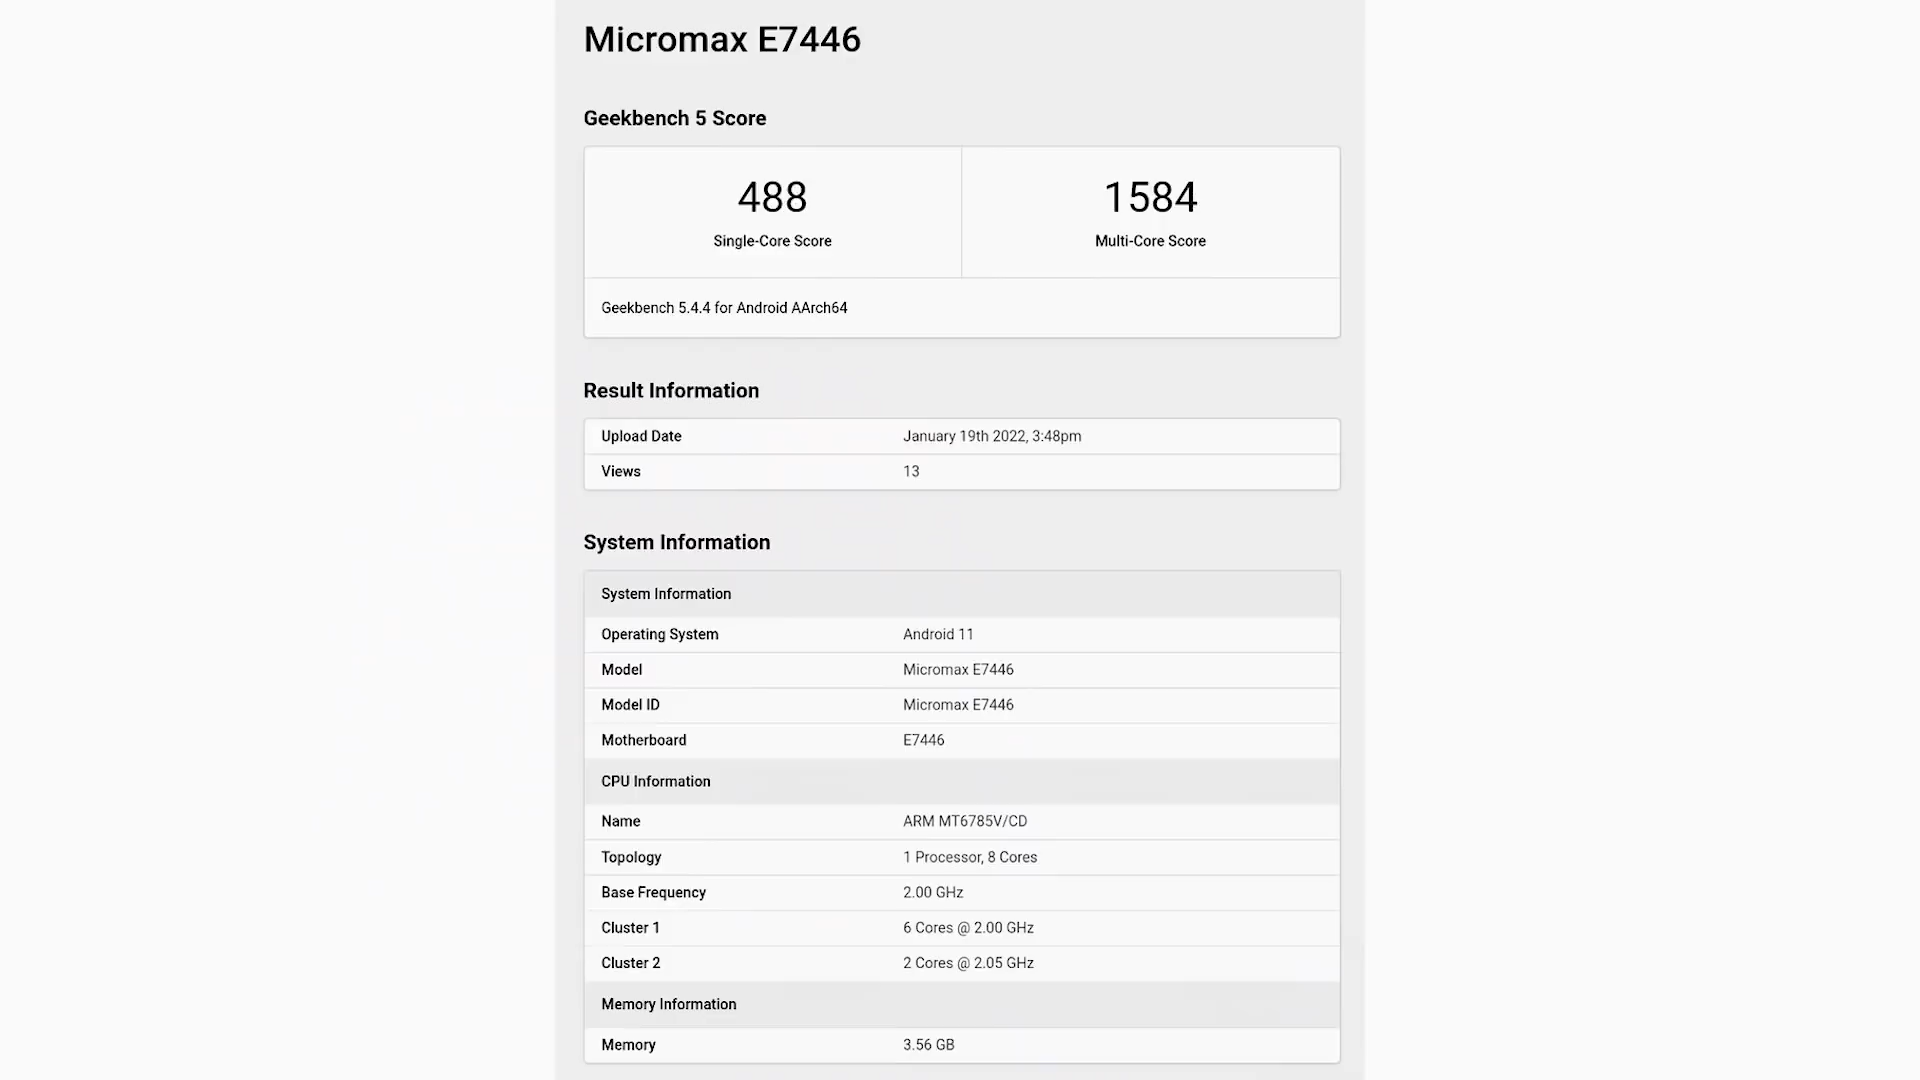 Micromax E7446
Geekbench 5 Score
488
Single-Core Score
1584
Multi-Core Score
Geekbench 5.4.4 for Android AArch64
Result Information
Upload Date January 19th 2022, 3:48pm
Views 13
System Information
System Information
Operating System Android 11
Model Micromax E7446
Model ID Micromax E7446
Motherboard E7446
CPU Information
Name ARM MT6785V/CD
Topology 1 Processor, 8 Cores
Base Frequency 2.00 GHz
Cluster 1 6 Cores @ 2.00 GHz
Cluster 2 2 Cores @ 2.05 GHz
Memory Information
Memory 3.56 GB